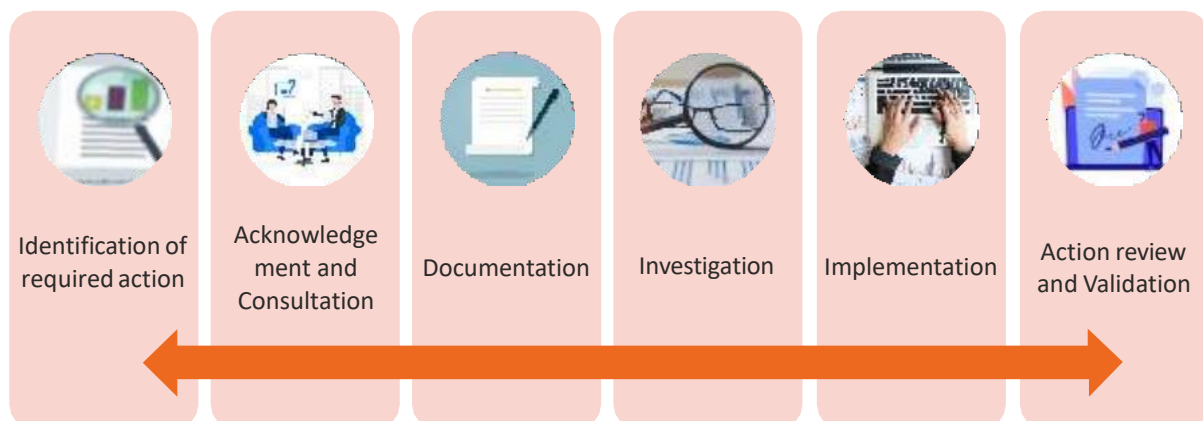 Identification of
required action
Acknowledge
ment and
Consultation
Documentation
Investigation
Implementation
Action review
and Validation